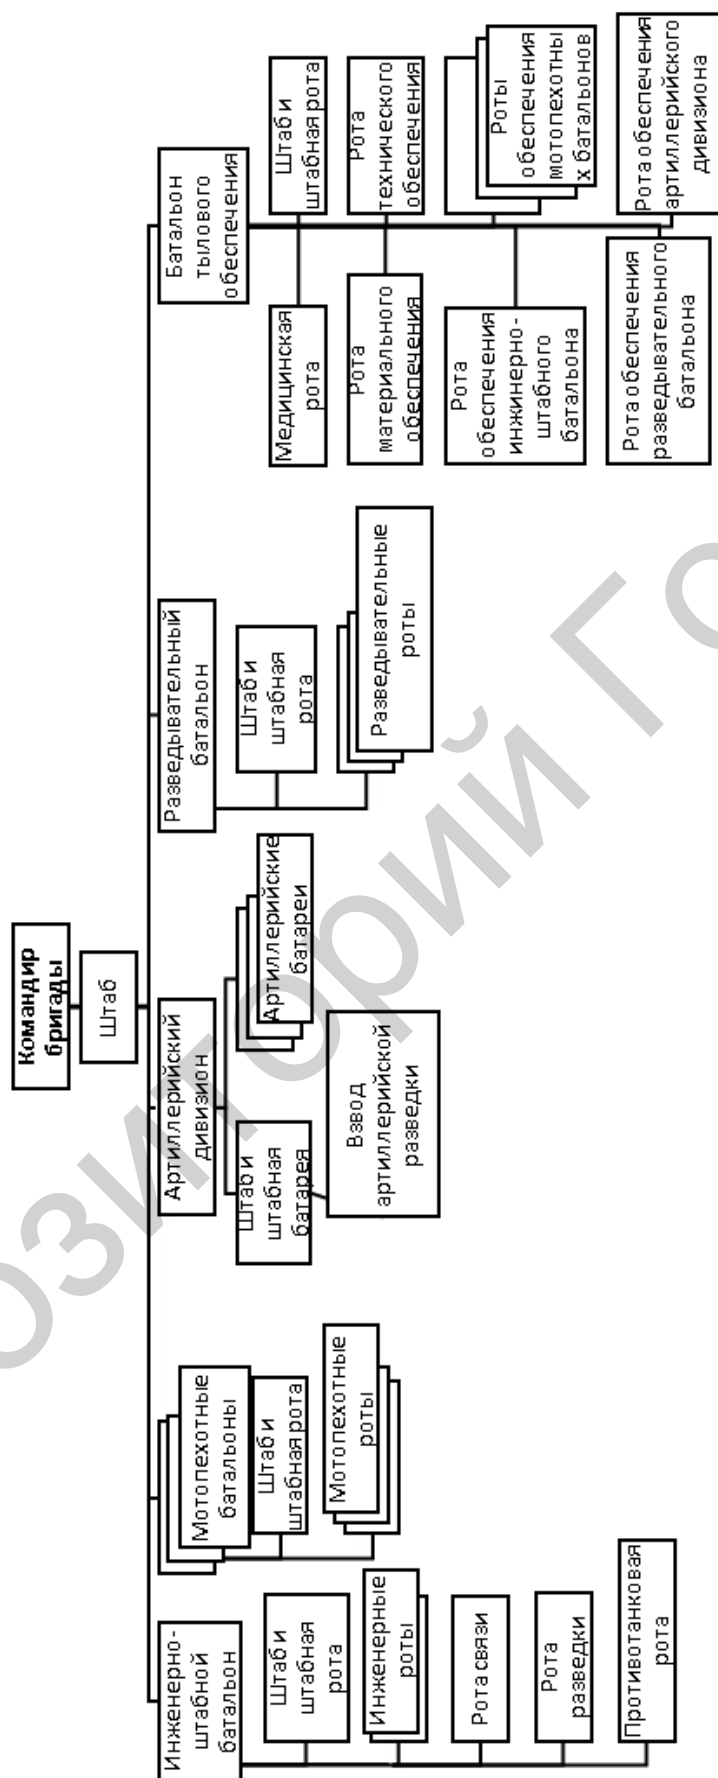 Командир
бригады
Штаб
Инженерно-
штабной
батальон
Штаб и
штабная
рота
Инженерные
роты
Рота связи
Рота
разведки
Противотанковая
рота
Мотопехотные
батальоны
Штаб и
штабная рота
Мотопехотные
роты
Артиллерийский
дивизион
Штаб и
штабная
батарея
Взвод
артиллерийской
разведки
Артиллерийские
батареи
Разведывательный
батальон
Штаб и
штабная
рота
Разведывательные
роты
Батальон
тылового
обеспечения
Медицинская
рота
Штаб и
штабная рота
Рота
материального
обеспечения
Рота
технического
обеспечения
Рота
обеспечения
инжинерно-
штабного
батальона
Роты
обеспечения
мотопехотны
х батальонов
Рота обеспечения
разведывательного
батальона
Рота обеспечения
артиллерийского
дивизиона
озиторий Го